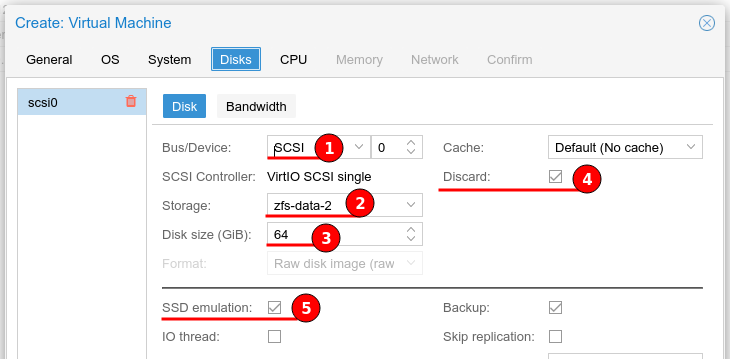 Create: Virtual Machine
General OS System Disks CPU Memory Network Confirm
scsi0
Disk Bandwidth
Bus/Device: SCSI 1 0 Cache: Default (No cache)
SCSI Controller: VirtIO SCSI single Discard: 4
Storage: zfs-data-2 2
Disk size (GiB): 64 3
Format: Raw disk image (raw
SSD emulation: 5 Backup:
IO thread: Skip replication: